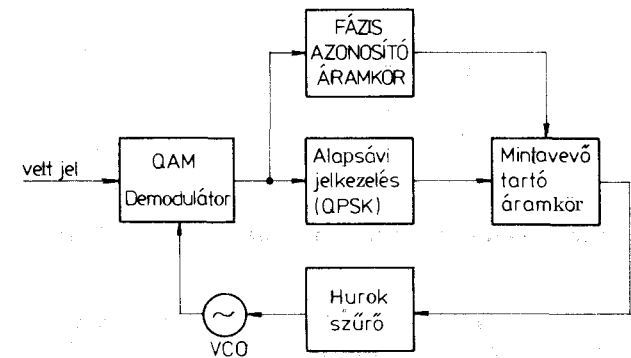 FÁZIS
AZONOSÍTÓ
ÁRAMKÖR
vett jel
QAM
Demodulátor
Alapsávi
jelkezelés
(QPSK)
Mintavevő
tartó
áramkör
Hurok
szűrő
VCO